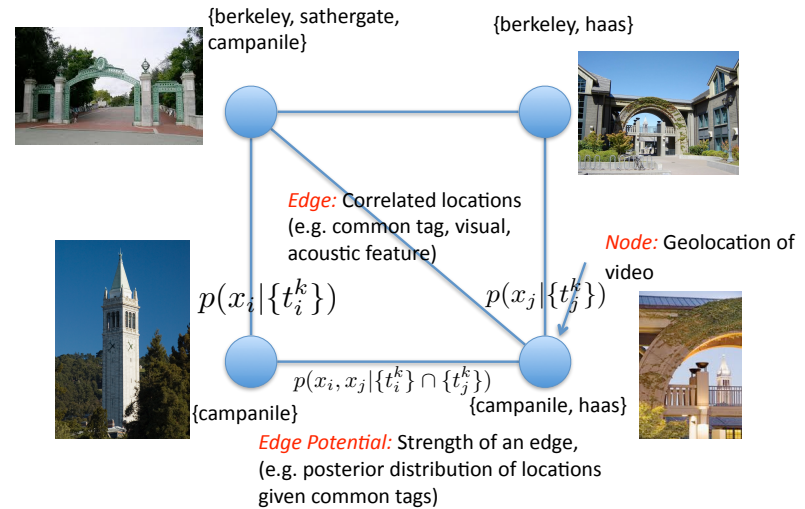 {berkeley, sathergate,
campanile}
{berkeley, haas}
Edge: Correlated locations
(e.g. common tag, visual,
acoustic feature)
Node: Geolocation of
video
p(x_i|{t_i^k})
p(x_j|{t_j^k})
p(x_i, x_j|{t_i^k} ∩ {t_j^k})
{campanile}
{campanile, haas}
Edge Potential: Strength of an edge,
(e.g. posterior distribution of locations
given common tags)